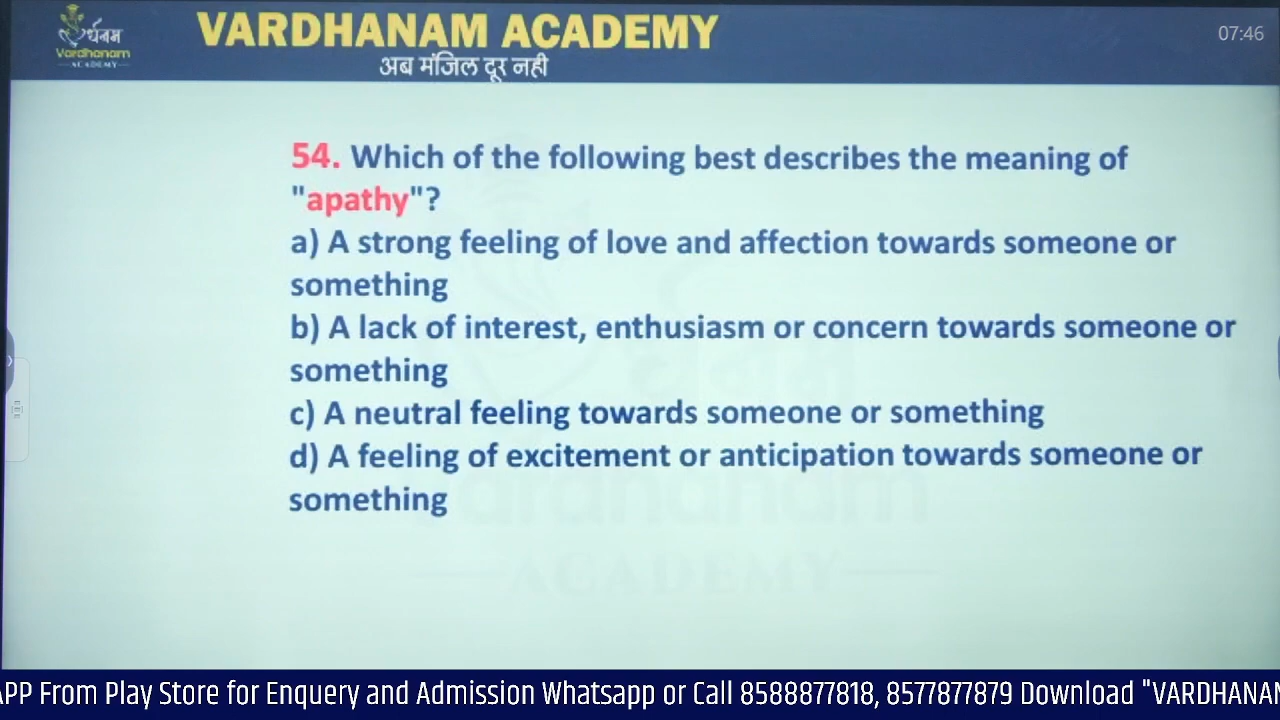 र्धनम
Vardhanam
ACADEMY
VARDHANAM ACADEMY
अब मंजिल दूर नही
07:46
54. Which of the following best describes the meaning of
"apathy"?
a) A strong feeling of love and affection towards someone or
something
b) A lack of interest, enthusiasm or concern towards someone or
something
c) A neutral feeling towards someone or something
d) A feeling of excitement or anticipation towards someone or
something
ardhanam
ACADEMY
APP From Play Store for Enquery and Admission Whatsapp or Call 8588877818, 8577877879 Download "VARDHANAM